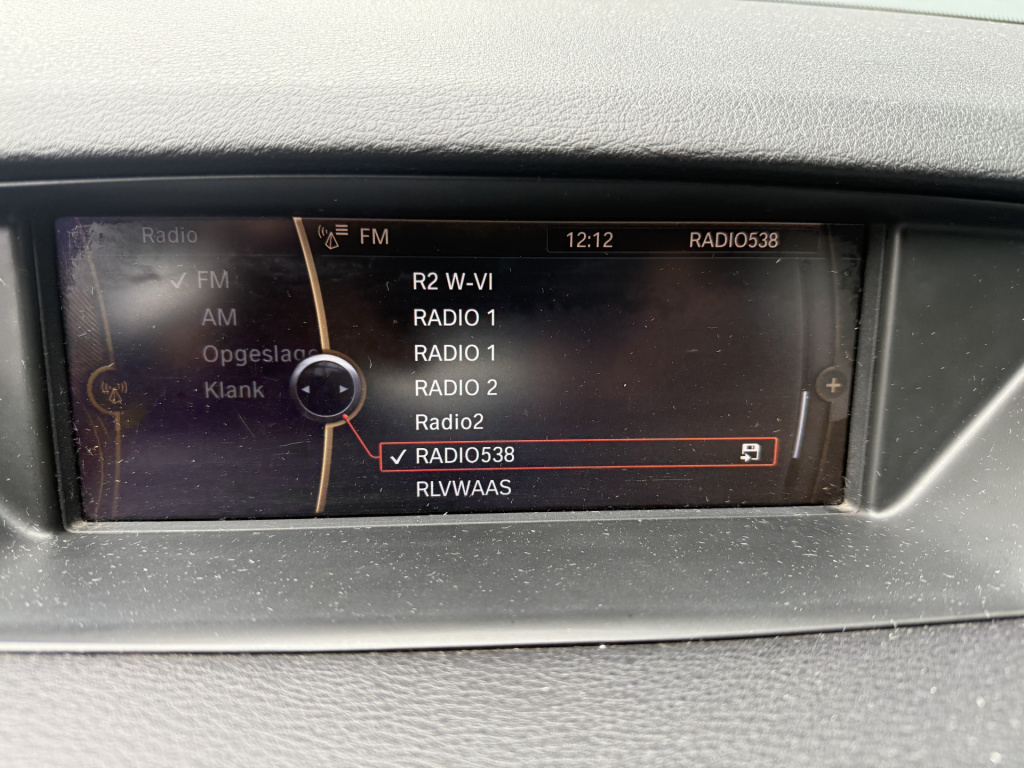 Radio
FM
12:12
RADIO538
FM
AM
Opgeslage
Klank
R2 W-VI
RADIO 1
RADIO 1
RADIO 2
Radio2
RADIO538
RLVWAAS